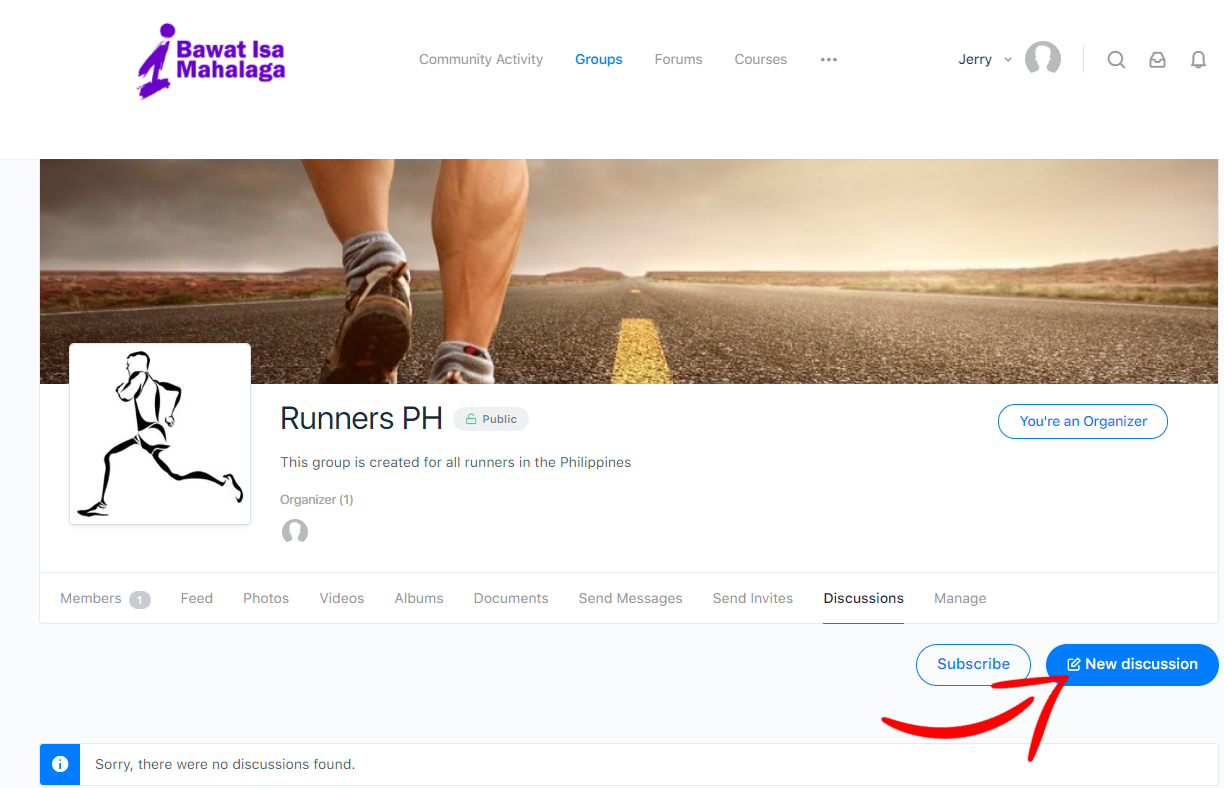 Bawat Isa
Mahalaga
Community Activity Groups Forums Courses ••• Jerry
Runners PH Public
You're an Organizer
This group is created for all runners in the Philippines
Organizer (1)
Members 1 Feed Photos Videos Albums Documents Send Messages Send Invites Discussions Manage
Subscribe New discussion
Sorry, there were no discussions found.